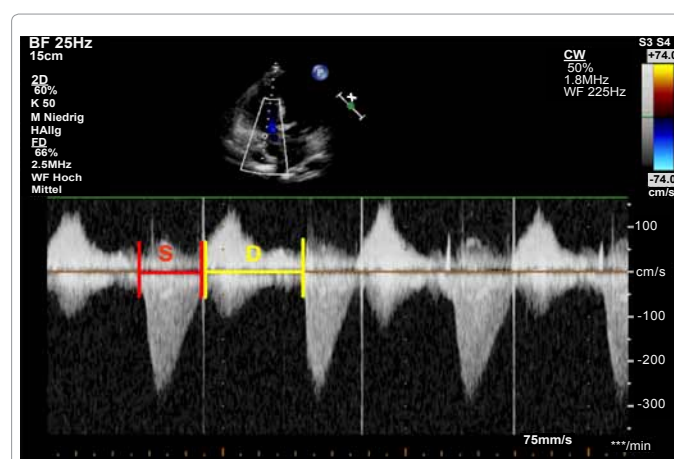 BF 25Hz
15cm
2D
60%
K 50
M Niedrig
HAllg
FD
66%
2.5MHz
WF Hoch
Mittel
CW
50%
1.8MHz
WF 225Hz
S3 S4
+74.0
-74.0
cm/s
S
D
100
cm/s
-100
-200
-300
75mm/s
***/min